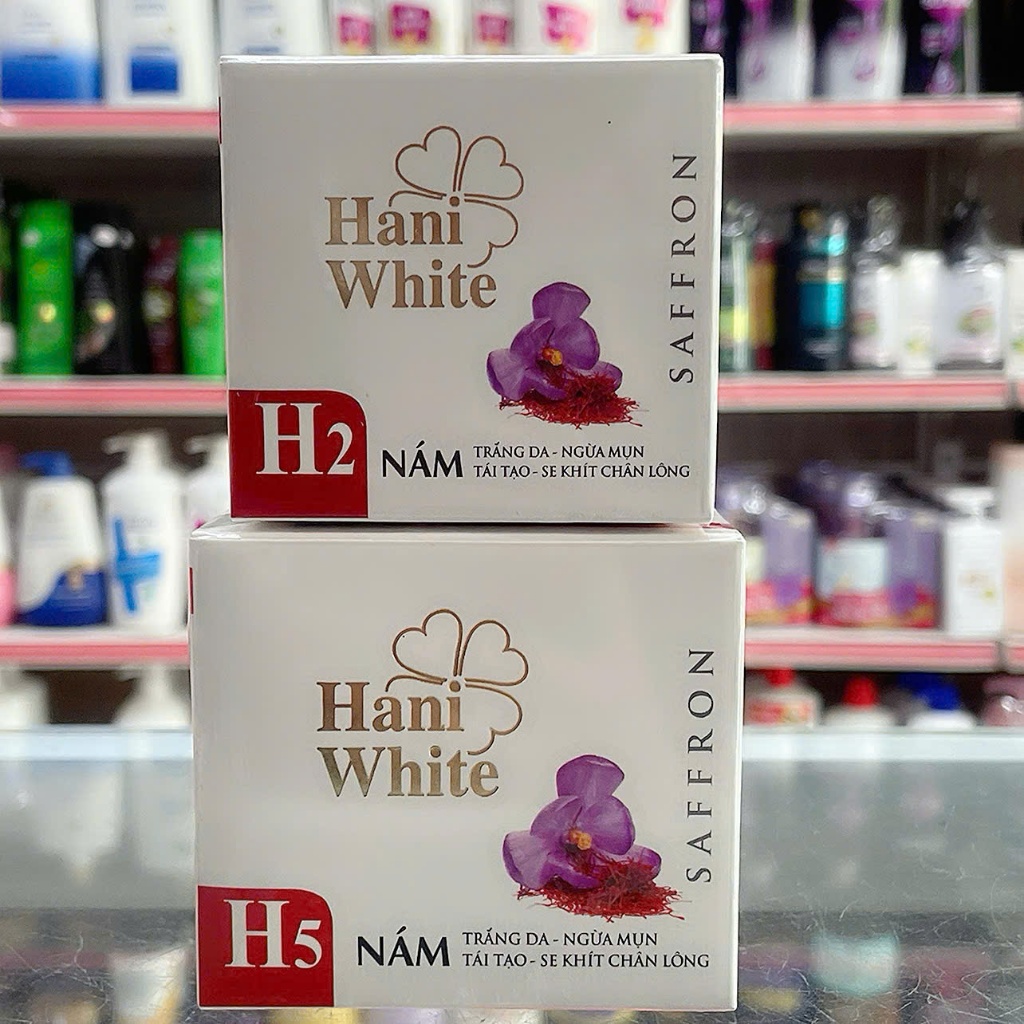 Hani
White
SAFFRON
H2
NÁM
TRẮNG DA - NGỪA MỤN
TÁI TẠO - SE KHÍT CHÂN LÔNG
Hani
White
SAFFRON
H5
NÁM
TRẮNG DA - NGỪA MỤN
TÁI TẠO - SE KHÍT CHÂN LÔNG